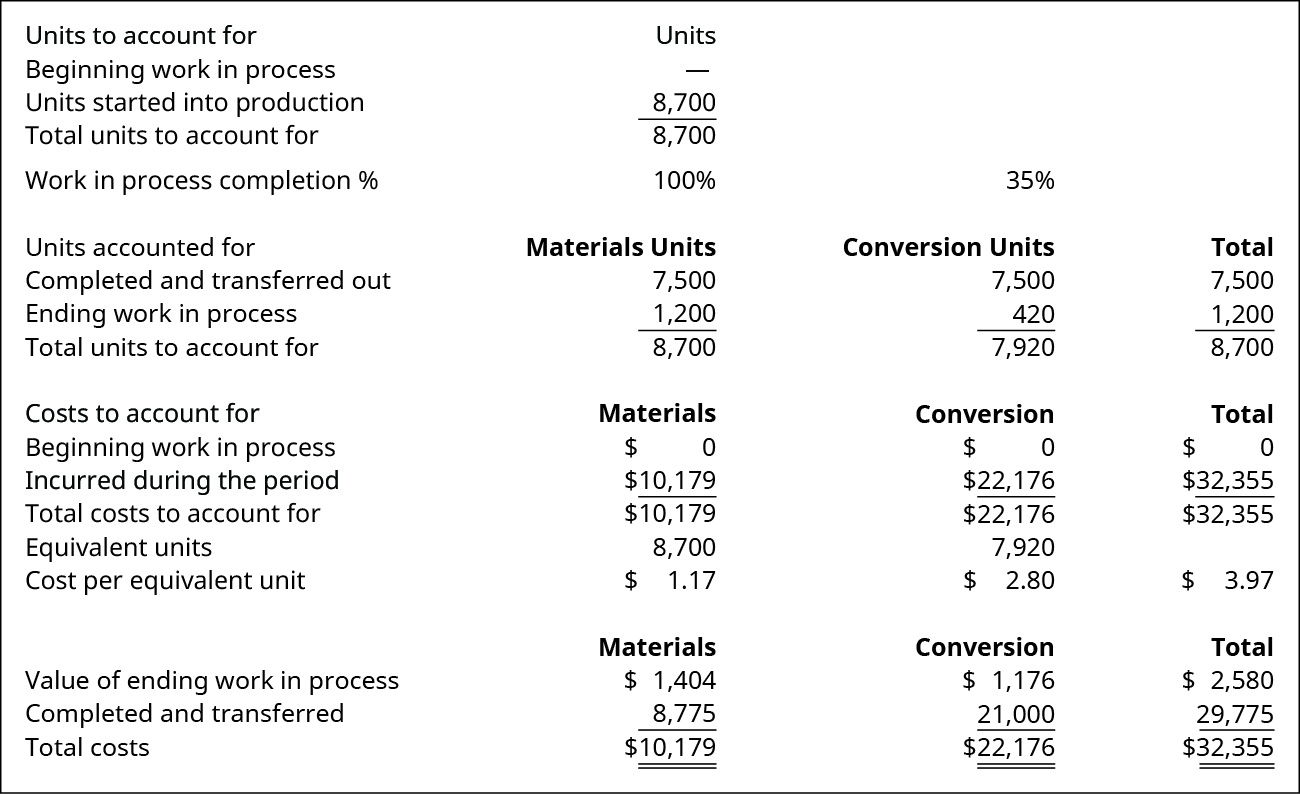 Units to account for Units
Beginning work in process —
Units started into production 8,700
Total units to account for 8,700
Work in process completion % 100% 35%
Units accounted for Materials Units Conversion Units Total
Completed and transferred out 7,500 7,500 7,500
Ending work in process 1,200 420 1,200
Total units to account for 8,700 7,920 8,700
Costs to account for Materials Conversion Total
Beginning work in process $ 0 $ 0 $ 0
Incurred during the period $10,179 $22,176 $32,355
Total costs to account for $10,179 $22,176 $32,355
Equivalent units 8,700 7,920
Cost per equivalent unit $ 1.17 $ 2.80 $ 3.97
Materials Conversion Total
Value of ending work in process $ 1,404 $ 1,176 $ 2,580
Completed and transferred 8,775 21,000 29,775
Total costs $10,179 $22,176 $32,355